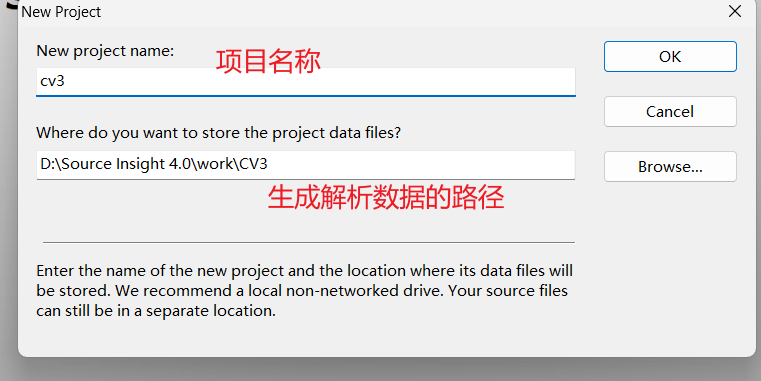 New Project
New project name:
项目名称
cv3
OK
Cancel
Where do you want to store the project data files?
D:\Source Insight 4.0\work\CV3
Browse...
生成解析数据的路径
Enter the name of the new project and the location where its data files will
be stored. We recommend a local non-networked drive. Your source files
can still be in a separate location.